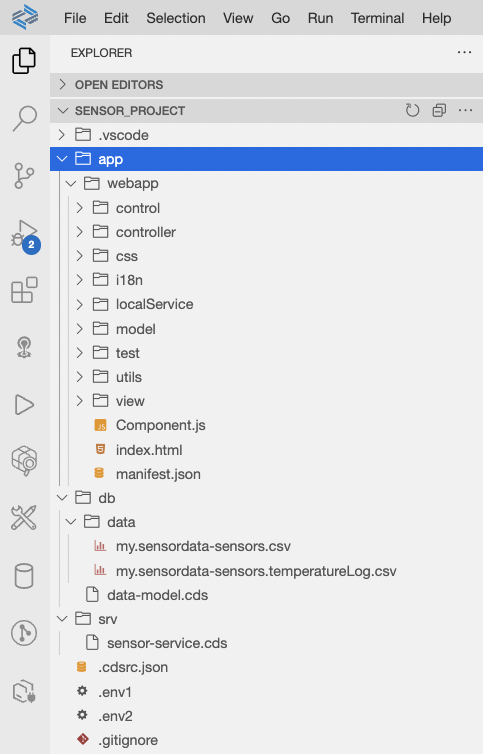 File Edit Selection View Go Run Terminal Help
EXPLORER
OPEN EDITORS
SENSOR_PROJECT
.vscode
app
webapp
control
controller
2
css
i18n
localService
model
test
utils
view
JS Component.js
5 index.html
manifest.json
db
data
my.sensordata-sensors.csv
my.sensordata-sensors.temperatureLog.csv
data-model.cds
srv
sensor-service.cds
.cdsrc.json
.env1
.env2
.gitignore